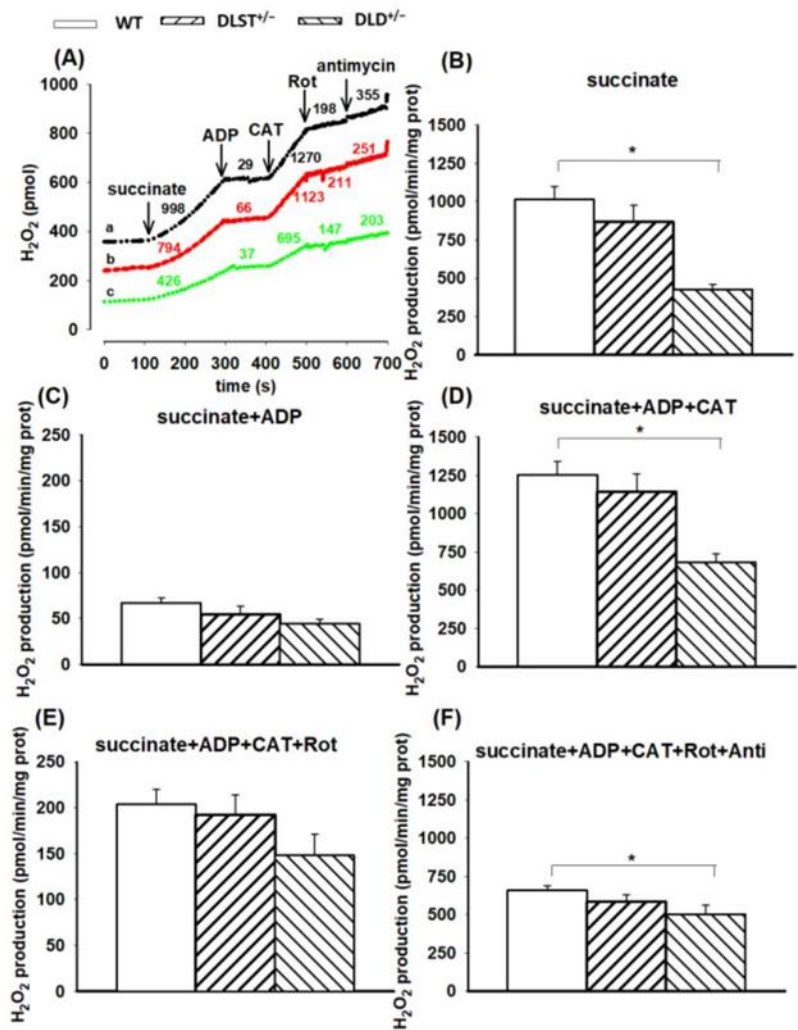 WT DLST+/− DLD+/−
(A)
1000
800
600
400
200
0
H2O2 (pmol)
0 100 200 300 400 500 600 700
time (s)
succinate
ADP
CAT
Rot
antimycin
a
b
c
998
29
1270
198
355
794
66
1123
211
251
426
37
695
147
203
(B)
succinate
H2O2 production (pmol/min/mg prot)
1500
1250
1000
750
500
250
0
*
(C)
succinate+ADP
H2O2 production (pmol/min/mg prot)
250
200
150
100
50
0
(D)
succinate+ADP+CAT
H2O2 production (pmol/min/mg prot)
1500
1250
1000
750
500
250
0
*
(E)
succinate+ADP+CAT+Rot
H2O2 production (pmol/min/mg prot)
250
200
150
100
50
0
(F)
succinate+ADP+CAT+Rot+Anti
H2O2 production (pmol/min/mg prot)
1500
1250
1000
750
500
250
0
*